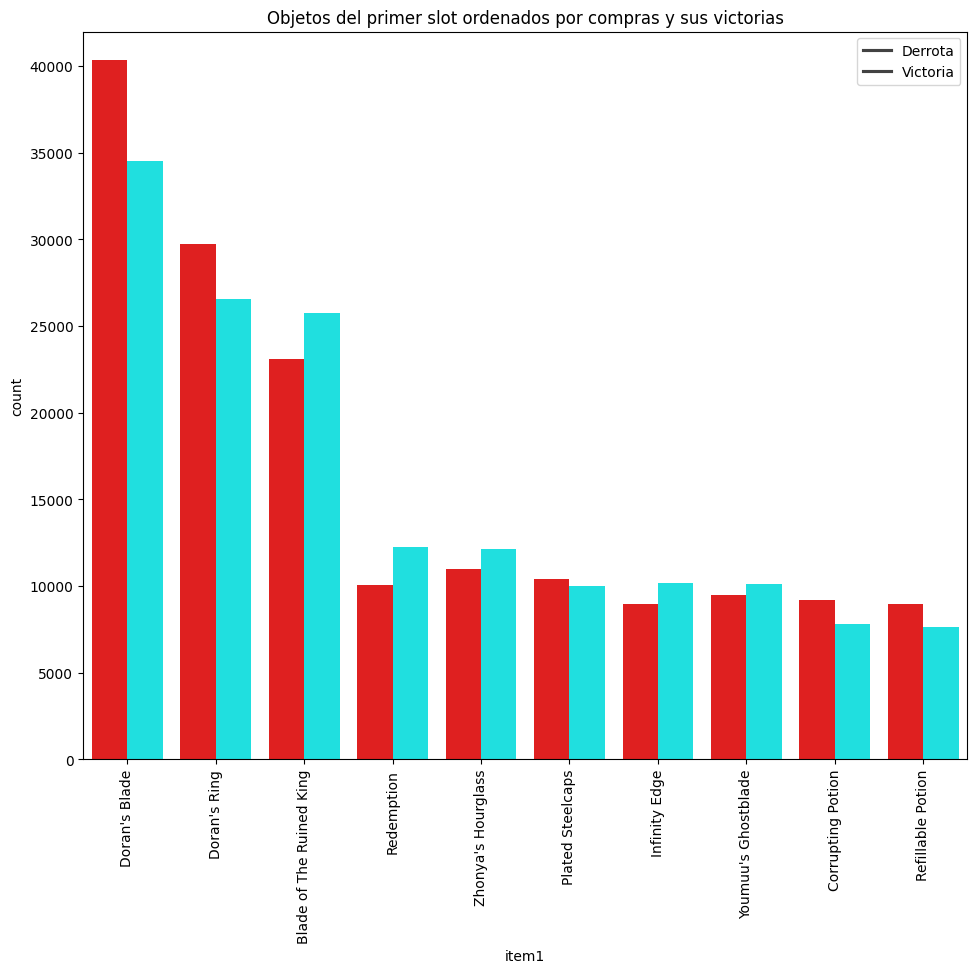 Objetos del primer slot ordenados por compras y sus victorias
Derrota
Victoria
40000
35000
30000
25000
20000
15000
10000
5000
0
count
Doran's Blade
Doran's Ring
Blade of The Ruined King
Redemption
Zhonya's Hourglass
Plated Steelcaps
Infinity Edge
Youmuu's Ghostblade
Corrupting Potion
Refillable Potion
item1